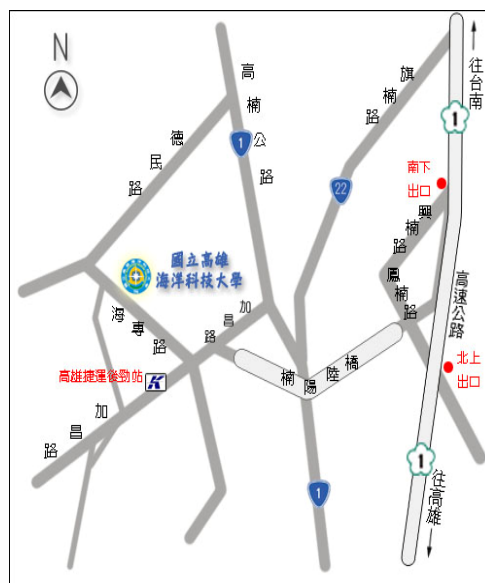 N
高楠公路
1
旗楠路
往台南
1
德民路
22
南下
出口
興楠路
國立高雄
海洋科技大學
鳳楠路
高速公路
海專路
加昌路
高雄捷運後勁站
K
北上
出口
楠陽陸橋
加昌路
1
1
往高雄